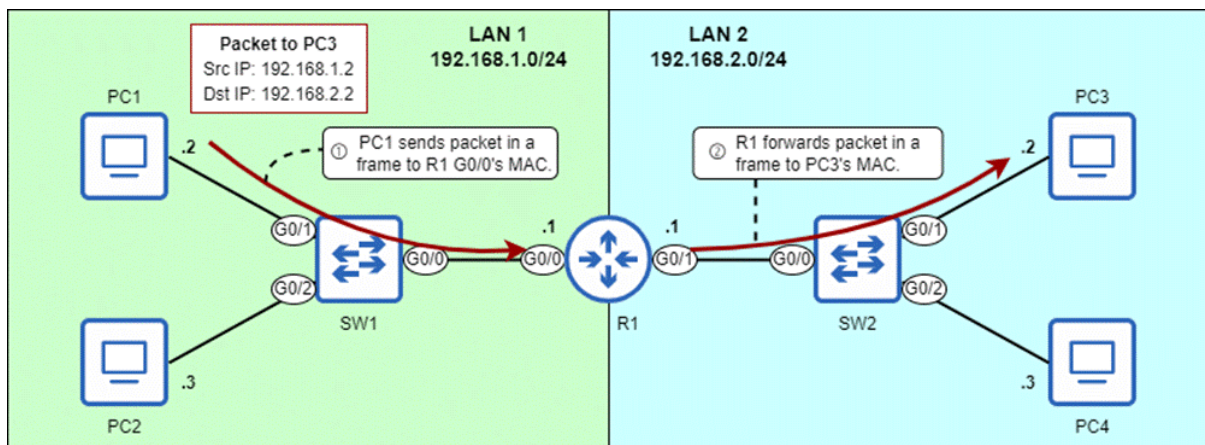 Packet to PC3
Src IP: 192.168.1.2
Dst IP: 192.168.2.2
LAN 1
192.168.1.0/24
LAN 2
192.168.2.0/24
PC1
PC3
.2
① PC1 sends packet in a
frame to R1 G0/0's MAC.
② R1 forwards packet in a
frame to PC3's MAC.
.2
G0/1
.1
.1
G0/1
G0/0
G0/0
G0/1
G0/0
G0/2
G0/2
SW1
R1
SW2
.3
.3
PC2
PC4